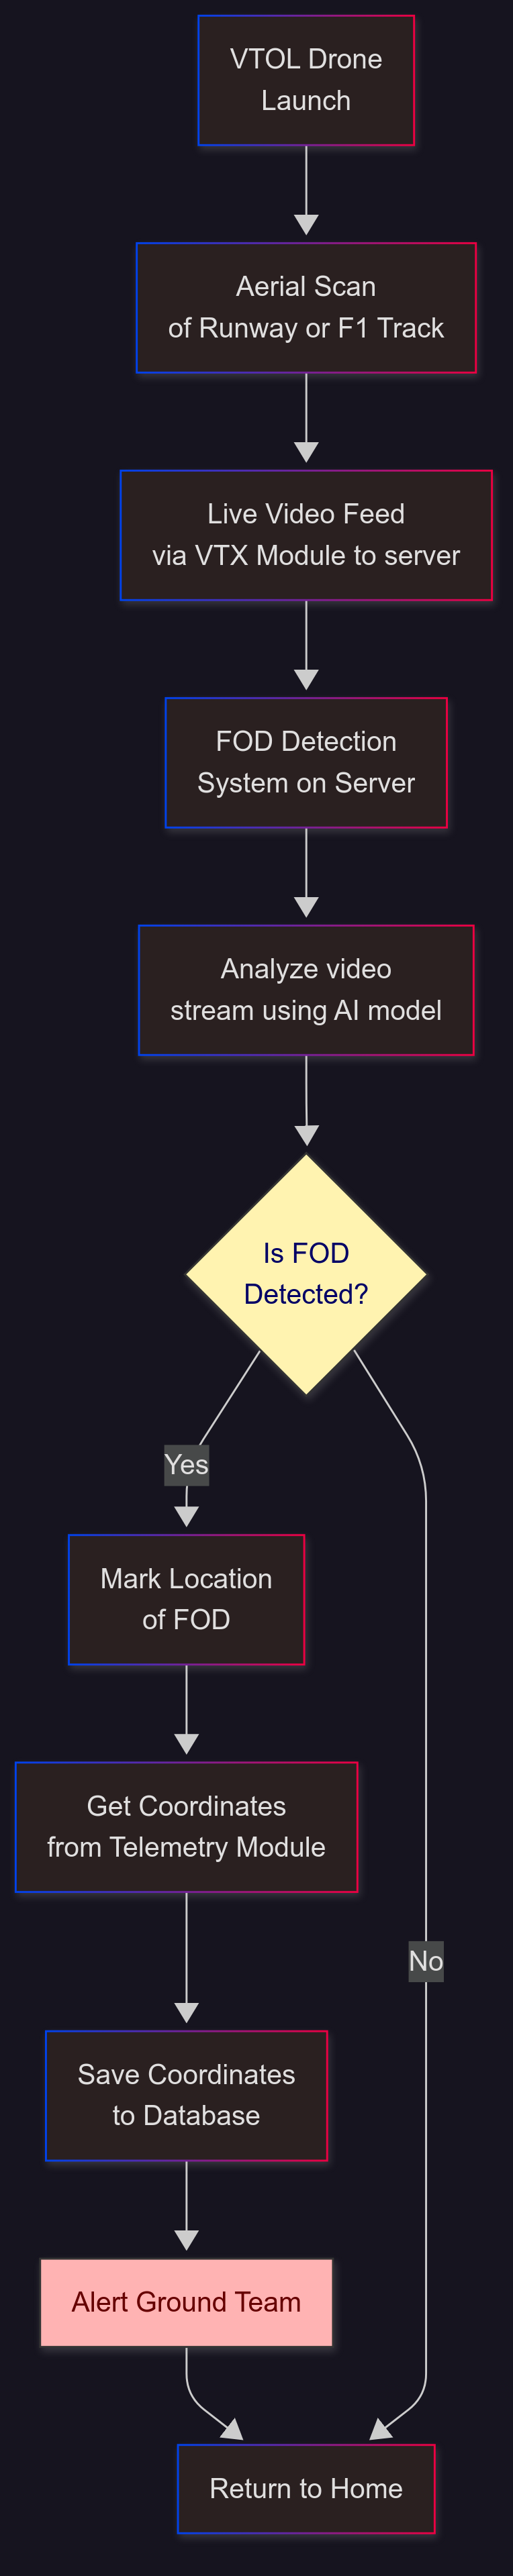 VTOL Drone
Launch
Aerial Scan
of Runway or F1 Track
Live Video Feed
via VTX Module to server
FOD Detection
System on Server
Analyze video
stream using AI model
Is FOD
Detected?
Yes
Mark Location
of FOD
Get Coordinates
from Telemetry Module
No
Save Coordinates
to Database
Alert Ground Team
Return to Home